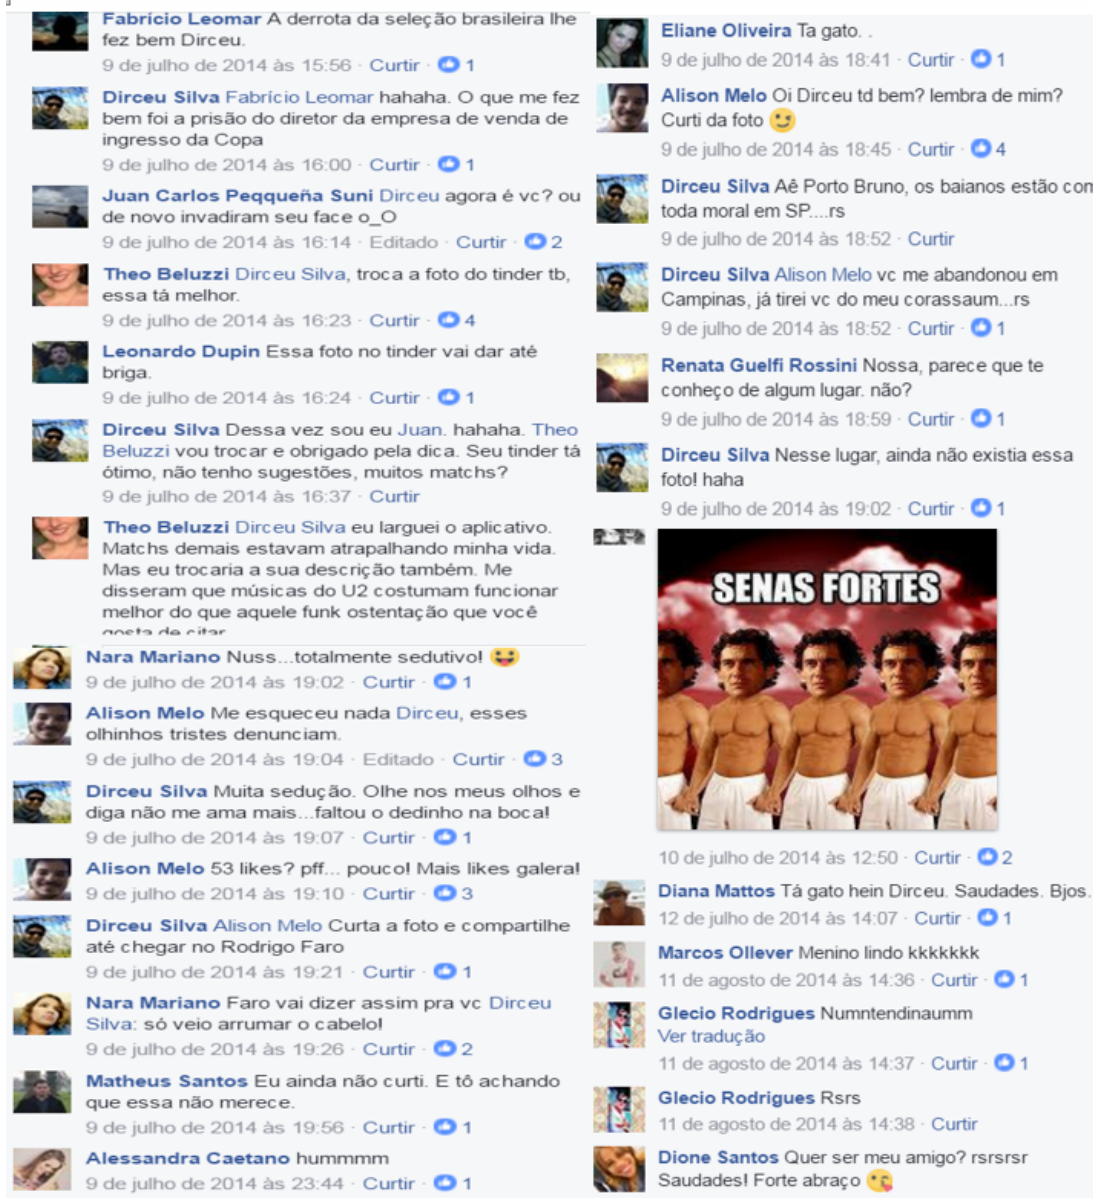 Fabrício Leomar A derrota da seleção brasileira lhe
fez bem Dirceu.
9 de julho de 2014 às 15:56 · Curtir · 1
Dirceu Silva Fabrício Leomar hahaha. O que me fez
bem foi a prisão do diretor da empresa de venda de
ingresso da Copa
9 de julho de 2014 às 16:00 · Curtir · 1
Juan Carlos Peqqueña Suni Dirceu agora é vc? ou
de novo invadiram seu face o_O
9 de julho de 2014 às 16:14 · Editado · Curtir · 2
Theo Beluzzi Dirceu Silva, troca a foto do tinder tb,
essa tá melhor.
9 de julho de 2014 às 16:23 · Curtir · 4
Leonardo Dupin Essa foto no tinder vai dar até
briga.
9 de julho de 2014 às 16:24 · Curtir · 1
Dirceu Silva Dessa vez sou eu Juan. hahaha. Theo
Beluzzi vou trocar e obrigado pela dica. Seu tinder tá
ótimo, não tenho sugestões, muitos matchs?
9 de julho de 2014 às 16:37 · Curtir
Theo Beluzzi Dirceu Silva eu larguei o aplicativo.
Matchs demais estavam atrapalhando minha vida.
Mas eu trocaria a sua descrição também. Me
disseram que músicas do U2 costumam funcionar
melhor do que aquele funk ostentação que você
gosta de citar
Nara Mariano Nuss...totalmente sedutivo! 😛
9 de julho de 2014 às 19:02 · Curtir · 1
Alison Melo Me esqueceu nada Dirceu, esses
olhinhos tristes denunciam.
9 de julho de 2014 às 19:04 · Editado · Curtir · 3
Dirceu Silva Muita sedução. Olhe nos meus olhos e
diga não me ama mais...faltou o dedinho na boca!
9 de julho de 2014 às 19:07 · Curtir · 1
Alison Melo 53 likes? pff... pouco! Mais likes galera!
9 de julho de 2014 às 19:10 · Curtir · 3
Dirceu Silva Alison Melo Curta a foto e compartilhe
até chegar no Rodrigo Faro
9 de julho de 2014 às 19:21 · Curtir · 1
Nara Mariano Faro vai dizer assim pra vc Dirceu
Silva: só veio arrumar o cabelo!
9 de julho de 2014 às 19:26 · Curtir · 2
Matheus Santos Eu ainda não curti. E tô achando
que essa não merece.
9 de julho de 2014 às 19:56 · Curtir · 1
Alessandra Caetano hummmm
9 de julho de 2014 às 23:44 · Curtir · 1
Eliane Oliveira Ta gato. .
9 de julho de 2014 às 18:41 · Curtir · 1
Alison Melo Oi Dirceu td bem? lembra de mim?
Curti da foto 😉
9 de julho de 2014 às 18:45 · Curtir · 4
Dirceu Silva Aê Porto Bruno, os baianos estão com
toda moral em SP....rs
9 de julho de 2014 às 18:52 · Curtir
Dirceu Silva Alison Melo vc me abandonou em
Campinas, já tirei vc do meu corassaum...rs
9 de julho de 2014 às 18:52 · Curtir · 1
Renata Guelfi Rossini Nossa, parece que te
conheço de algum lugar. não?
9 de julho de 2014 às 18:59 · Curtir · 1
Dirceu Silva Nesse lugar, ainda não existia essa
foto! haha
9 de julho de 2014 às 19:02 · Curtir · 1
SENAS FORTES
10 de julho de 2014 às 12:50 · Curtir · 2
Diana Mattos Tá gato hein Dirceu. Saudades. Bjos.
12 de julho de 2014 às 14:07 · Curtir · 1
Marcos Ollever Menino lindo kkkkkkk
11 de agosto de 2014 às 14:36 · Curtir · 1
Glecio Rodrigues Numntendinaumm
Ver tradução
11 de agosto de 2014 às 14:37 · Curtir · 1
Glecio Rodrigues Rsrs
11 de agosto de 2014 às 14:38 · Curtir
Dione Santos Quer ser meu amigo? rsrsrsr
Saudades! Forte abraço 😘